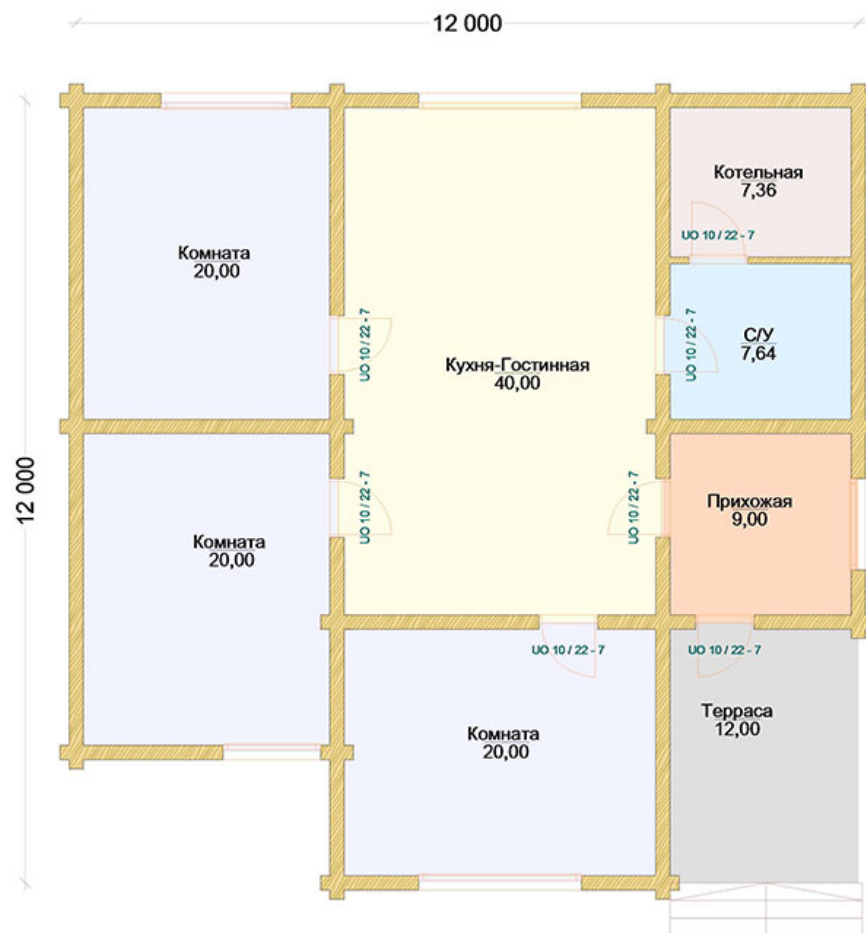 12 000
12 000
Котельная
7,36
UO 10 / 22 - 7
Комната
20,00
UO 10 / 22 - 7
Кухня-Гостинная
40,00
UO 10 / 22 - 7
С/У
7,64
Комната
20,00
UO 10 / 22 - 7
UO 10 / 22 - 7
Прихожая
9,00
UO 10 / 22 - 7
UO 10 / 22 - 7
Комната
20,00
Терраса
12,00